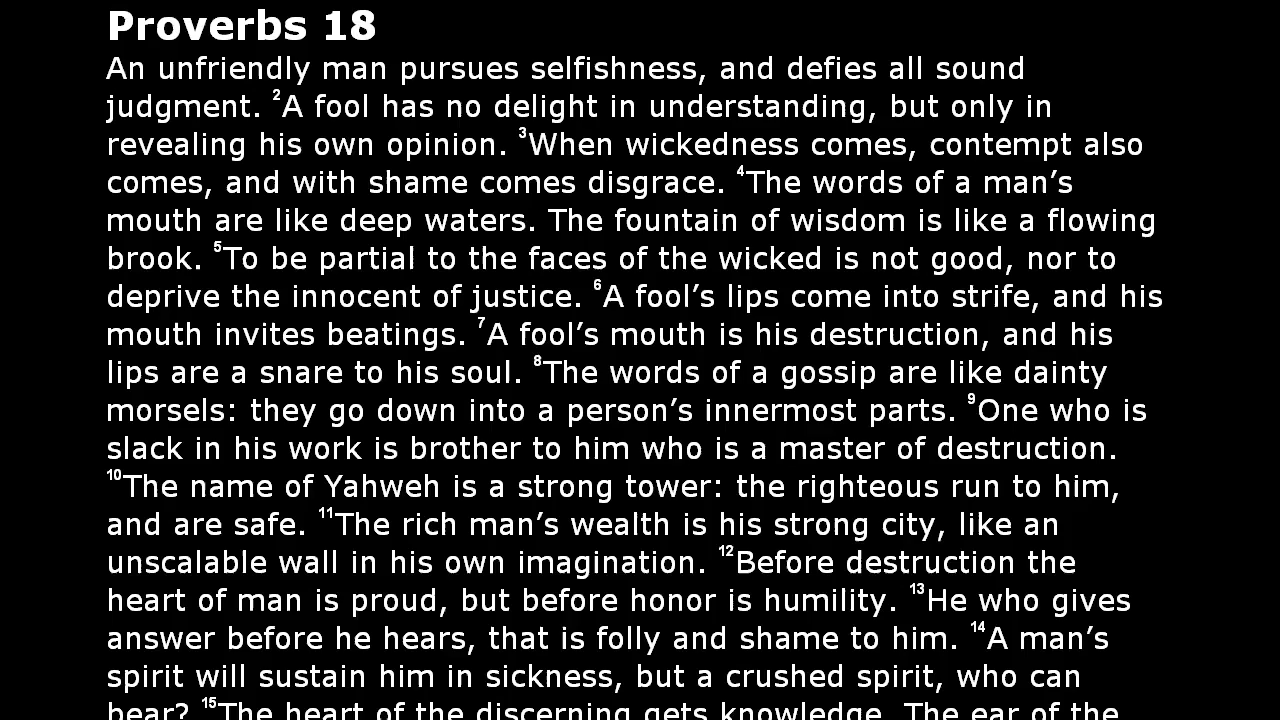 Proverbs 18
An unfriendly man pursues selfishness, and defies all sound
judgment. ²A fool has no delight in understanding, but only in
revealing his own opinion. ³When wickedness comes, contempt also
comes, and with shame comes disgrace. ⁴The words of a man’s
mouth are like deep waters. The fountain of wisdom is like a flowing
brook. ⁵To be partial to the faces of the wicked is not good, nor to
deprive the innocent of justice. ⁶A fool’s lips come into strife, and his
mouth invites beatings. ⁷A fool’s mouth is his destruction, and his
lips are a snare to his soul. ⁸The words of a gossip are like dainty
morsels: they go down into a person’s innermost parts. ⁹One who is
slack in his work is brother to him who is a master of destruction.
¹⁰The name of Yahweh is a strong tower: the righteous run to him,
and are safe. ¹¹The rich man’s wealth is his strong city, like an
unscalable wall in his own imagination. ¹²Before destruction the
heart of man is proud, but before honor is humility. ¹³He who gives
answer before he hears, that is folly and shame to him. ¹⁴A man’s
spirit will sustain him in sickness, but a crushed spirit, who can
bear? ¹⁵The heart of the discerning gets knowledge. The ear of the